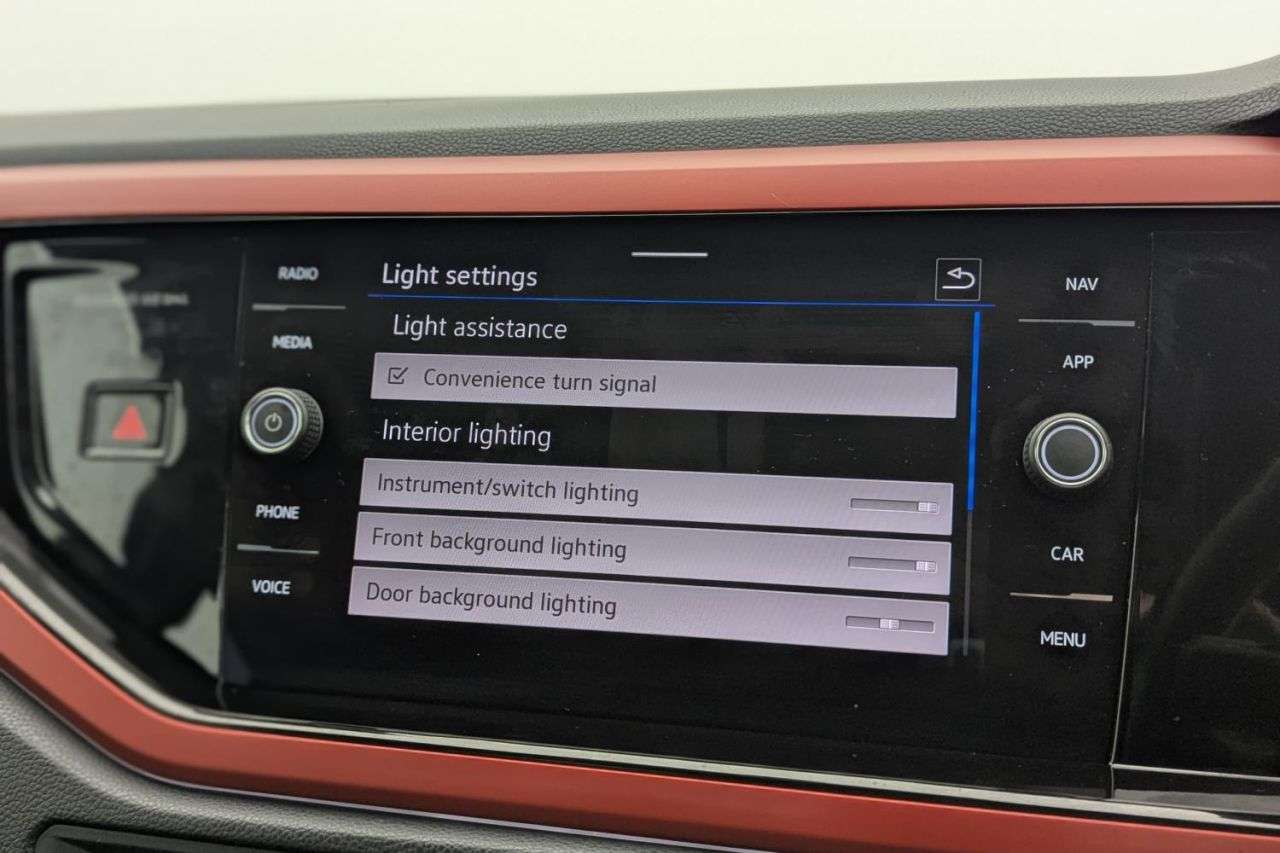 RADIO
MEDIA
PHONE
VOICE
Light settings
Light assistance
Convenience turn signal
Interior lighting
Instrument/switch lighting
Front background lighting
Door background lighting
NAV
APP
CAR
MENU